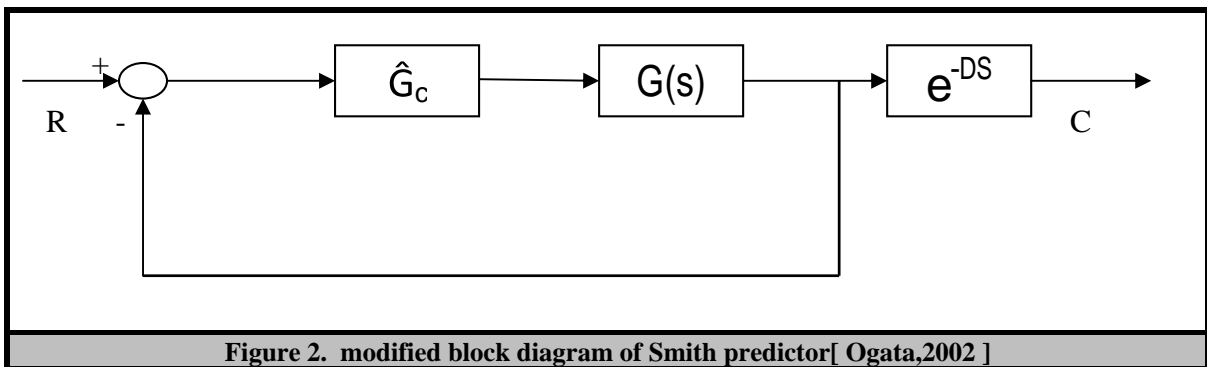 +
R
-
Ĝc
G(s)
e-DS
C
Figure 2. modified block diagram of Smith predictor[ Ogata,2002 ]